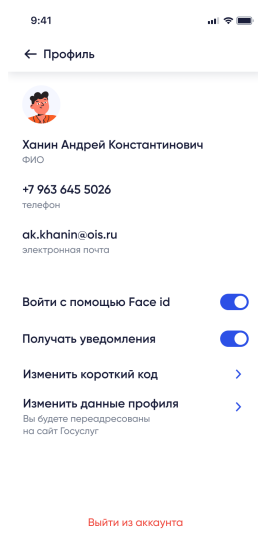 9:41
Профиль
Ханин Андрей Константинович
ФИО
+7 963 645 5026
телефон
ak.khanin@ois.ru
электронная почта
Войти с помощью Face id
Получать уведомления
Изменить короткий код
Изменить данные профиля
Вы будете переадресованы
на сайт Госуслуг
Выйти из аккаунта